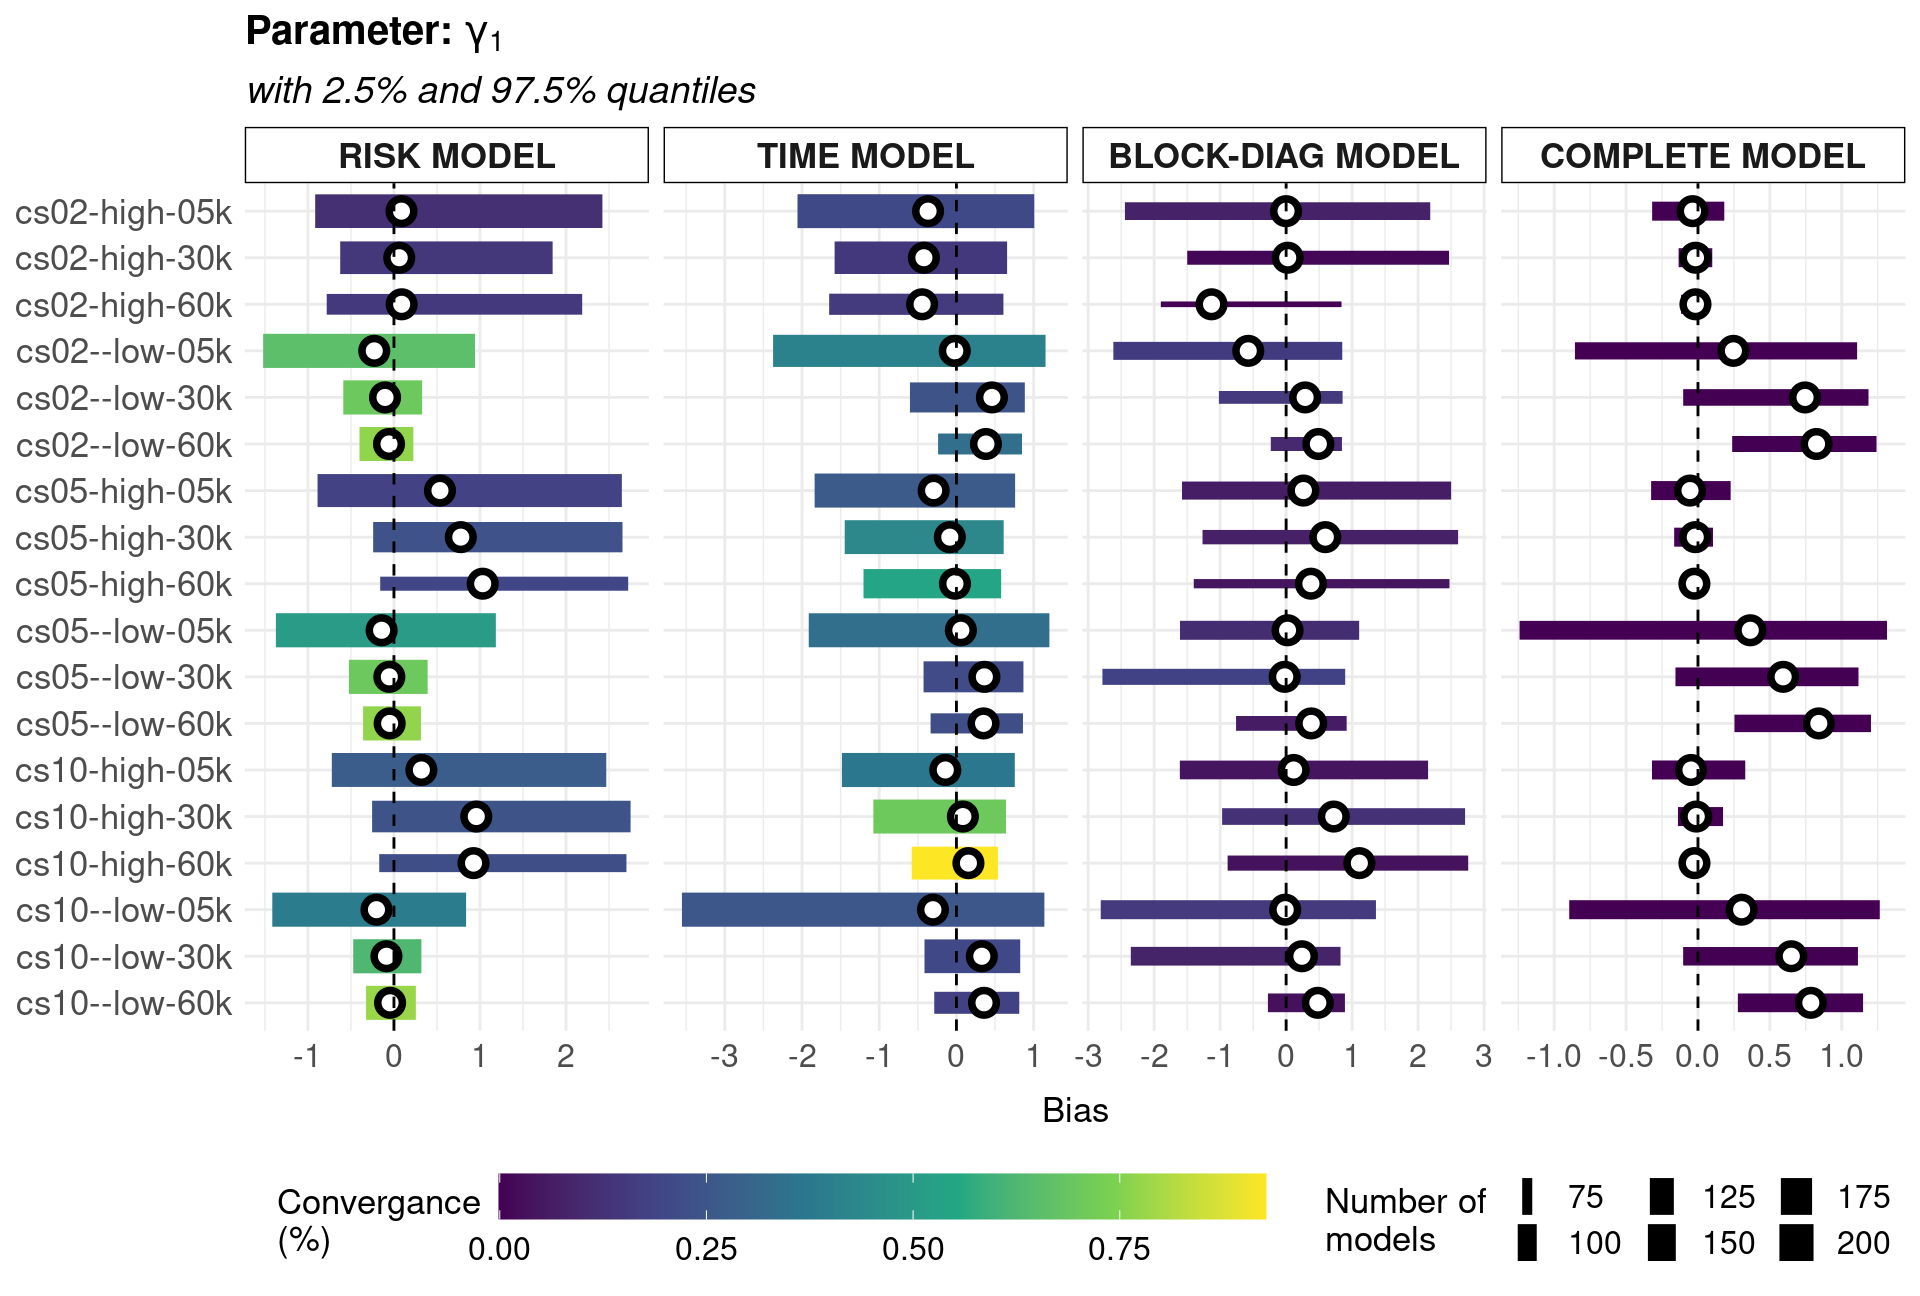 Parameter: γ1
with 2.5% and 97.5% quantiles
RISK MODEL TIME MODEL BLOCK-DIAG MODEL COMPLETE MODEL
cs02-high-05k
cs02-high-30k
cs02-high-60k
cs02--low-05k
cs02--low-30k
cs02--low-60k
cs05-high-05k
cs05-high-30k
cs05-high-60k
cs05--low-05k
cs05--low-30k
cs05--low-60k
cs10-high-05k
cs10-high-30k
cs10-high-60k
cs10--low-05k
cs10--low-30k
cs10--low-60k
-1 0 1 2 -3 -2 -1 0 1 -3 -2 -1 0 1 2 3 -1.0 -0.5 0.0 0.5 1.0
Bias
Convergance
(%)
0.00 0.25 0.50 0.75
Number of
models
75 125 175
100 150 200